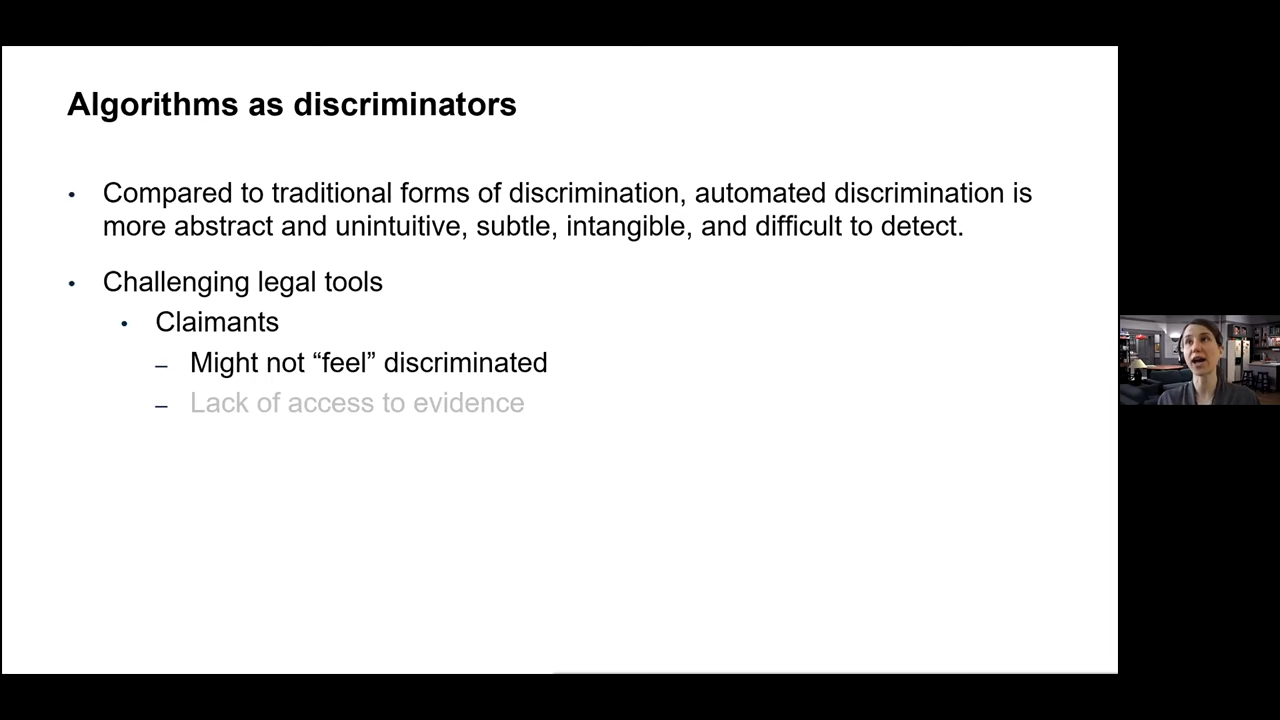 Algorithms as discriminators
• Compared to traditional forms of discrimination, automated discrimination is
more abstract and unintuitive, subtle, intangible, and difficult to detect.
• Challenging legal tools
• Claimants
– Might not “feel” discriminated
– Lack of access to evidence